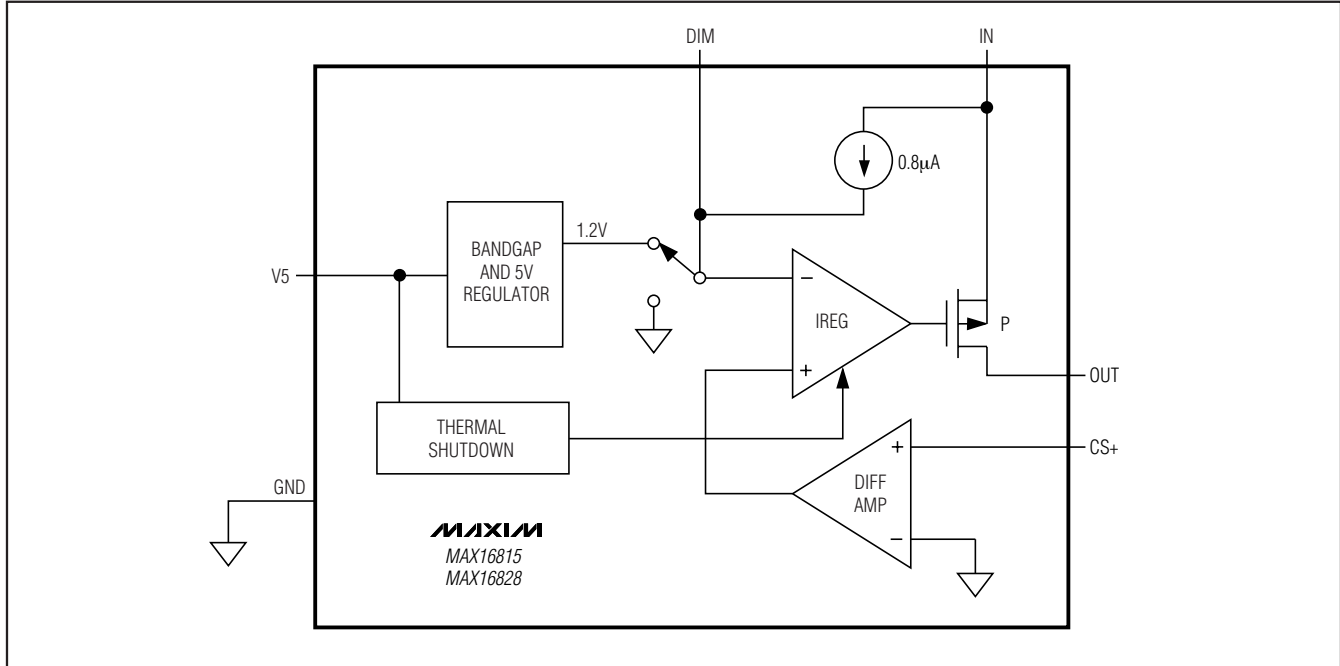 DIM
IN
0.8µA
1.2V
BANDGAP
AND 5V
REGULATOR
V5
−
IREG
+
P
OUT
THERMAL
SHUTDOWN
+
CS+
DIFF
AMP
−
GND
MAXIM
MAX16815
MAX16828